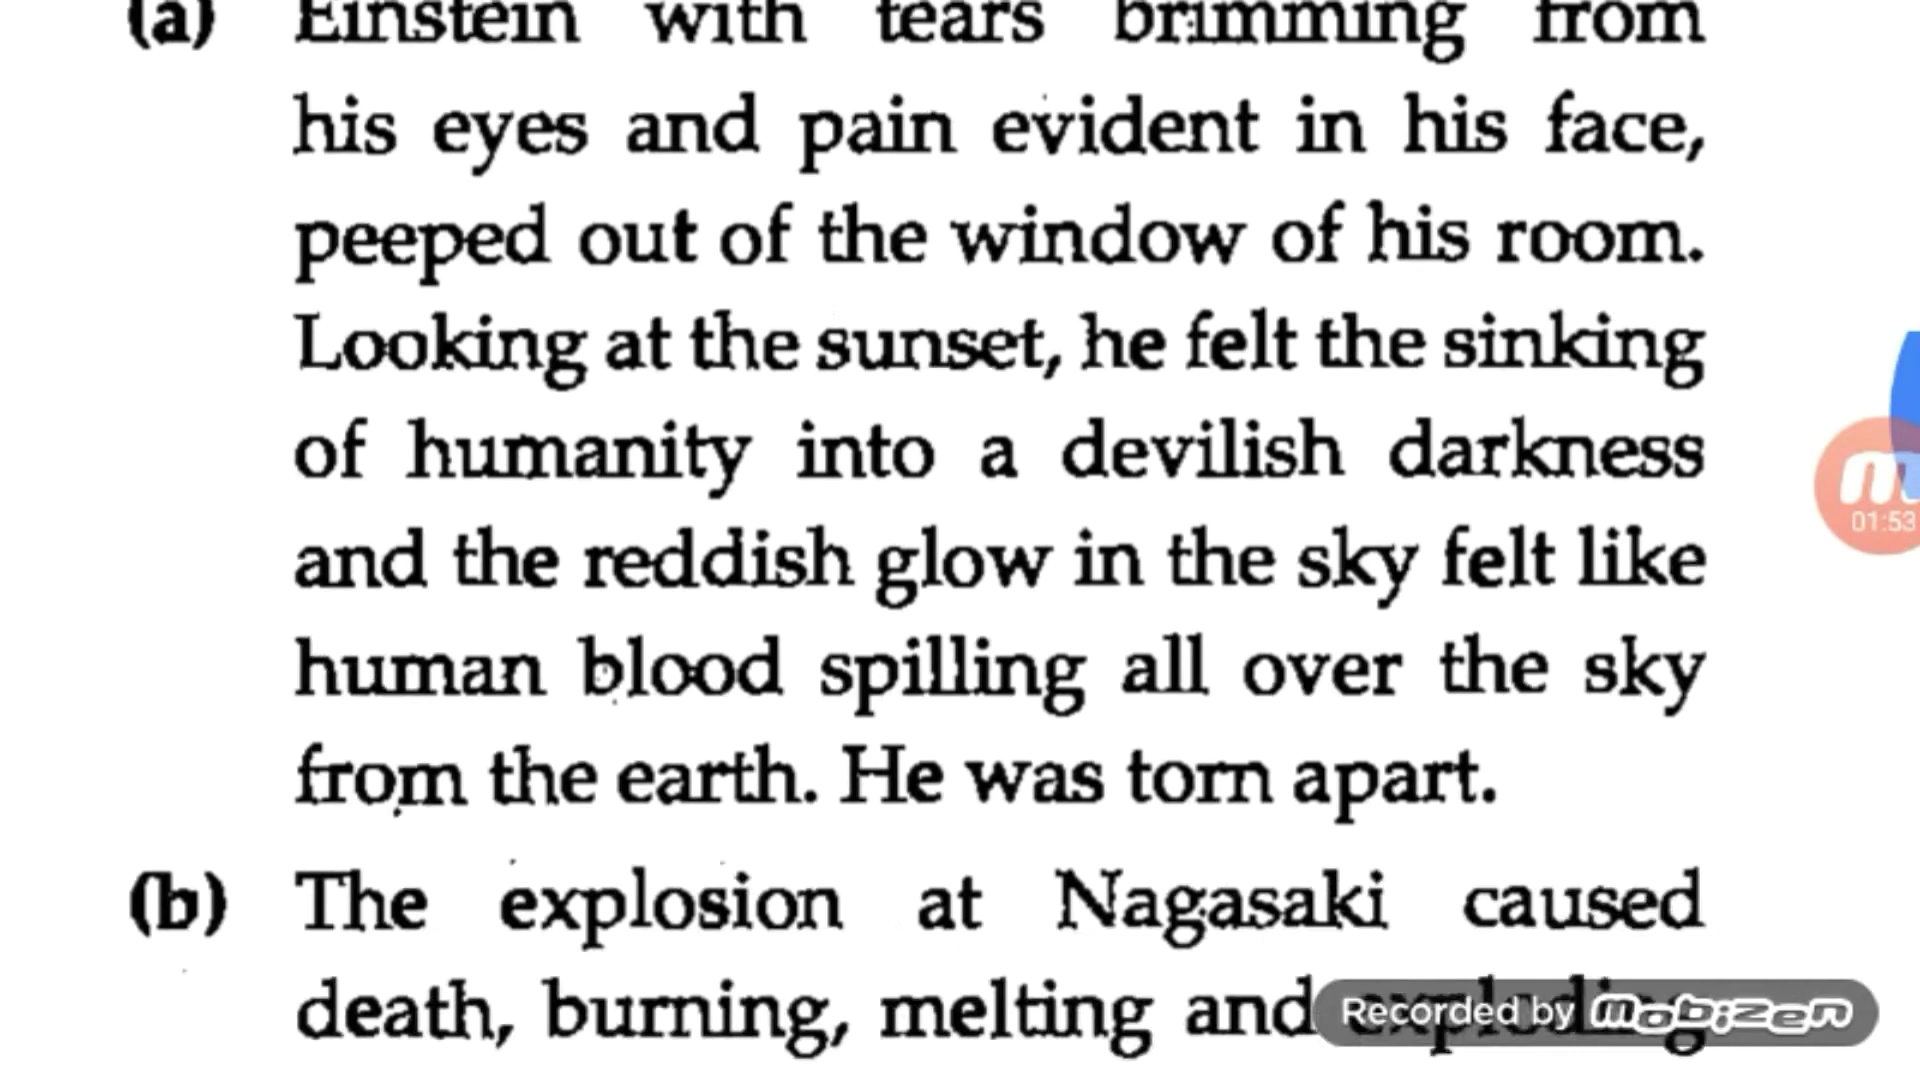 (a) Einstein with tears brimming from
his eyes and pain evident in his face,
peeped out of the window of his room.
Looking at the sunset, he felt the sinking
of humanity into a devilish darkness
and the reddish glow in the sky felt like
human blood spilling all over the sky
from the earth. He was torn apart.
(b) The explosion at Nagasaki caused
death, burning, melting and exploding
Recorded by mobizen
m
01:53